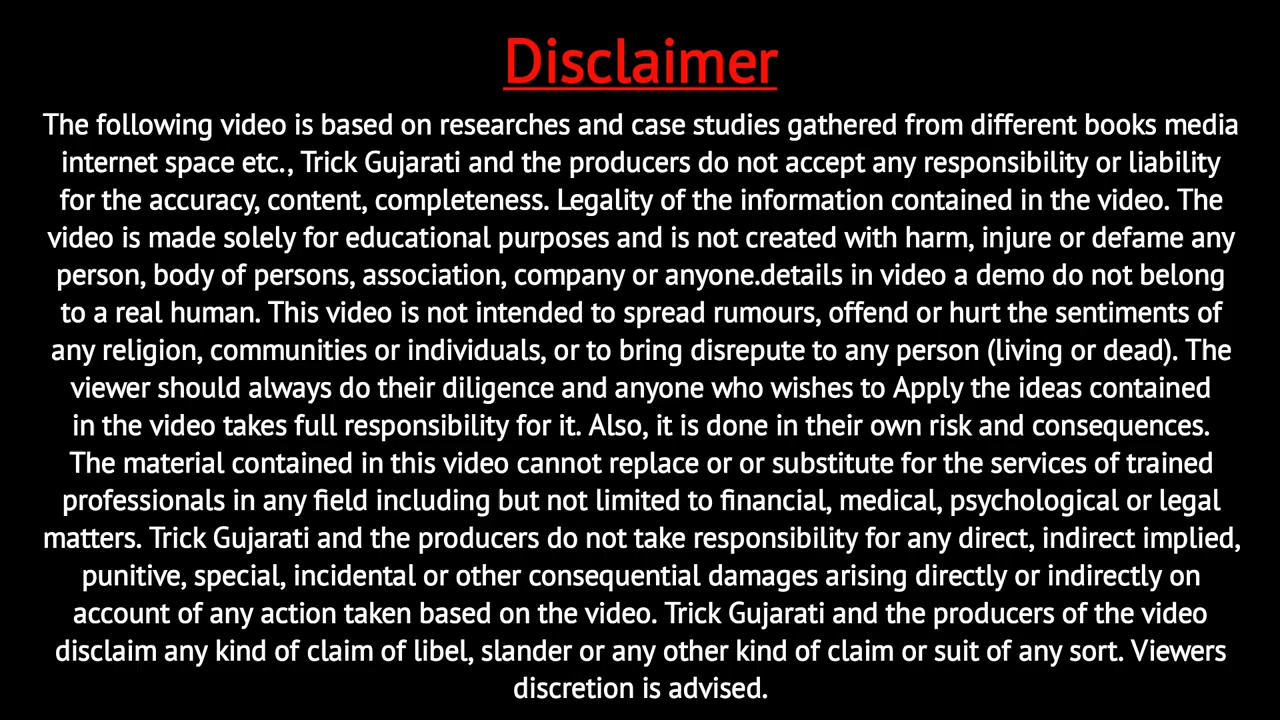 Disclaimer
The following video is based on researches and case studies gathered from different books media
internet space etc., Trick Gujarati and the producers do not accept any responsibility or liability
for the accuracy, content, completeness. Legality of the information contained in the video. The
video is made solely for educational purposes and is not created with harm, injure or defame any
person, body of persons, association, company or anyone.details in video a demo do not belong
to a real human. This video is not intended to spread rumours, offend or hurt the sentiments of
any religion, communities or individuals, or to bring disrepute to any person (living or dead). The
viewer should always do their diligence and anyone who wishes to Apply the ideas contained
in the video takes full responsibility for it. Also, it is done in their own risk and consequences.
The material contained in this video cannot replace or or substitute for the services of trained
professionals in any field including but not limited to financial, medical, psychological or legal
matters. Trick Gujarati and the producers do not take responsibility for any direct, indirect implied,
punitive, special, incidental or other consequential damages arising directly or indirectly on
account of any action taken based on the video. Trick Gujarati and the producers of the video
disclaim any kind of claim of libel, slander or any other kind of claim or suit of any sort. Viewers
discretion is advised.